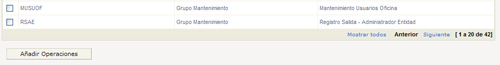 MUSUOF Grupo Mantenimiento Mantenimiento Usuarios Oficina
RSAE Grupo Mantenimiento Registro Salida - Administrador Entidad
Mostrar todos Anterior Siguiente [1 a 20 de 42]
Añadir Operaciones